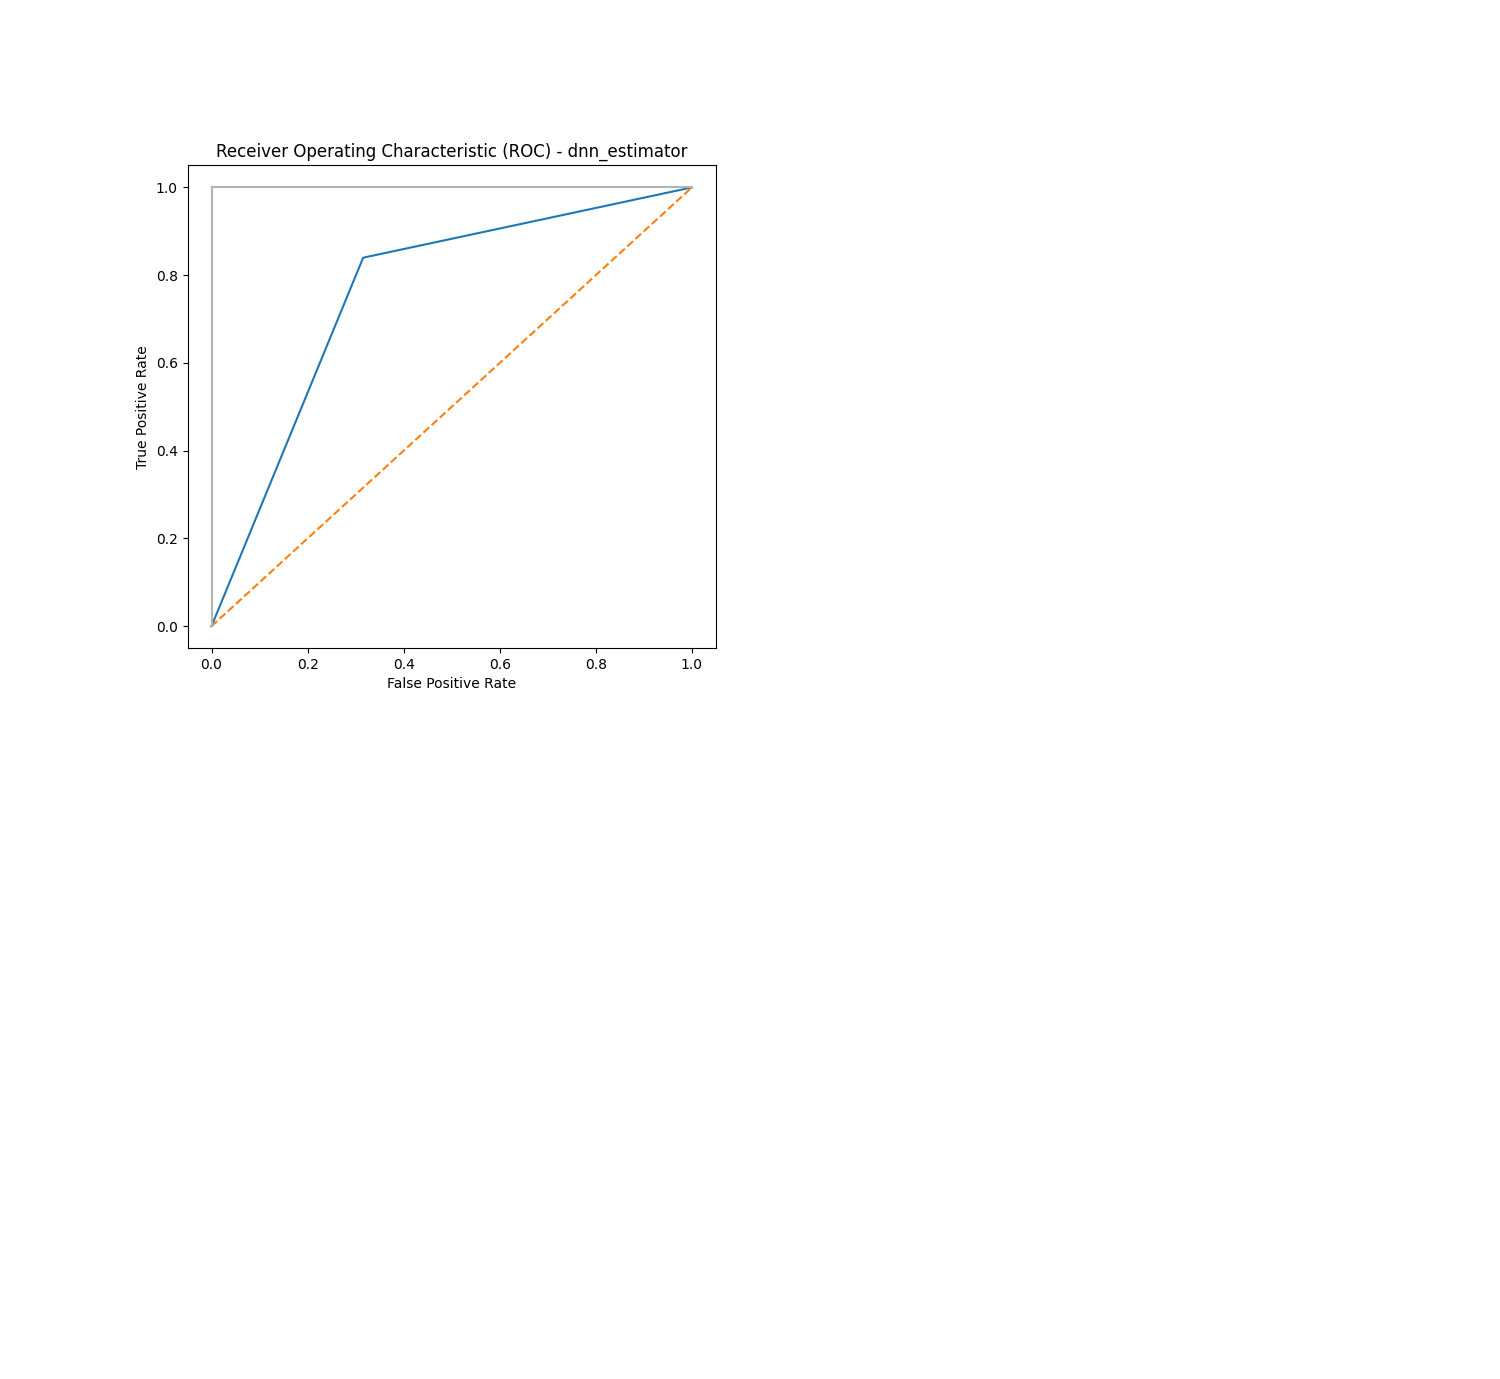 Receiver Operating Characteristic (ROC) - dnn_estimator
1.0
0.8
0.6
0.4
0.2
0.0
True Positive Rate
0.0 0.2 0.4 0.6 0.8 1.0
False Positive Rate